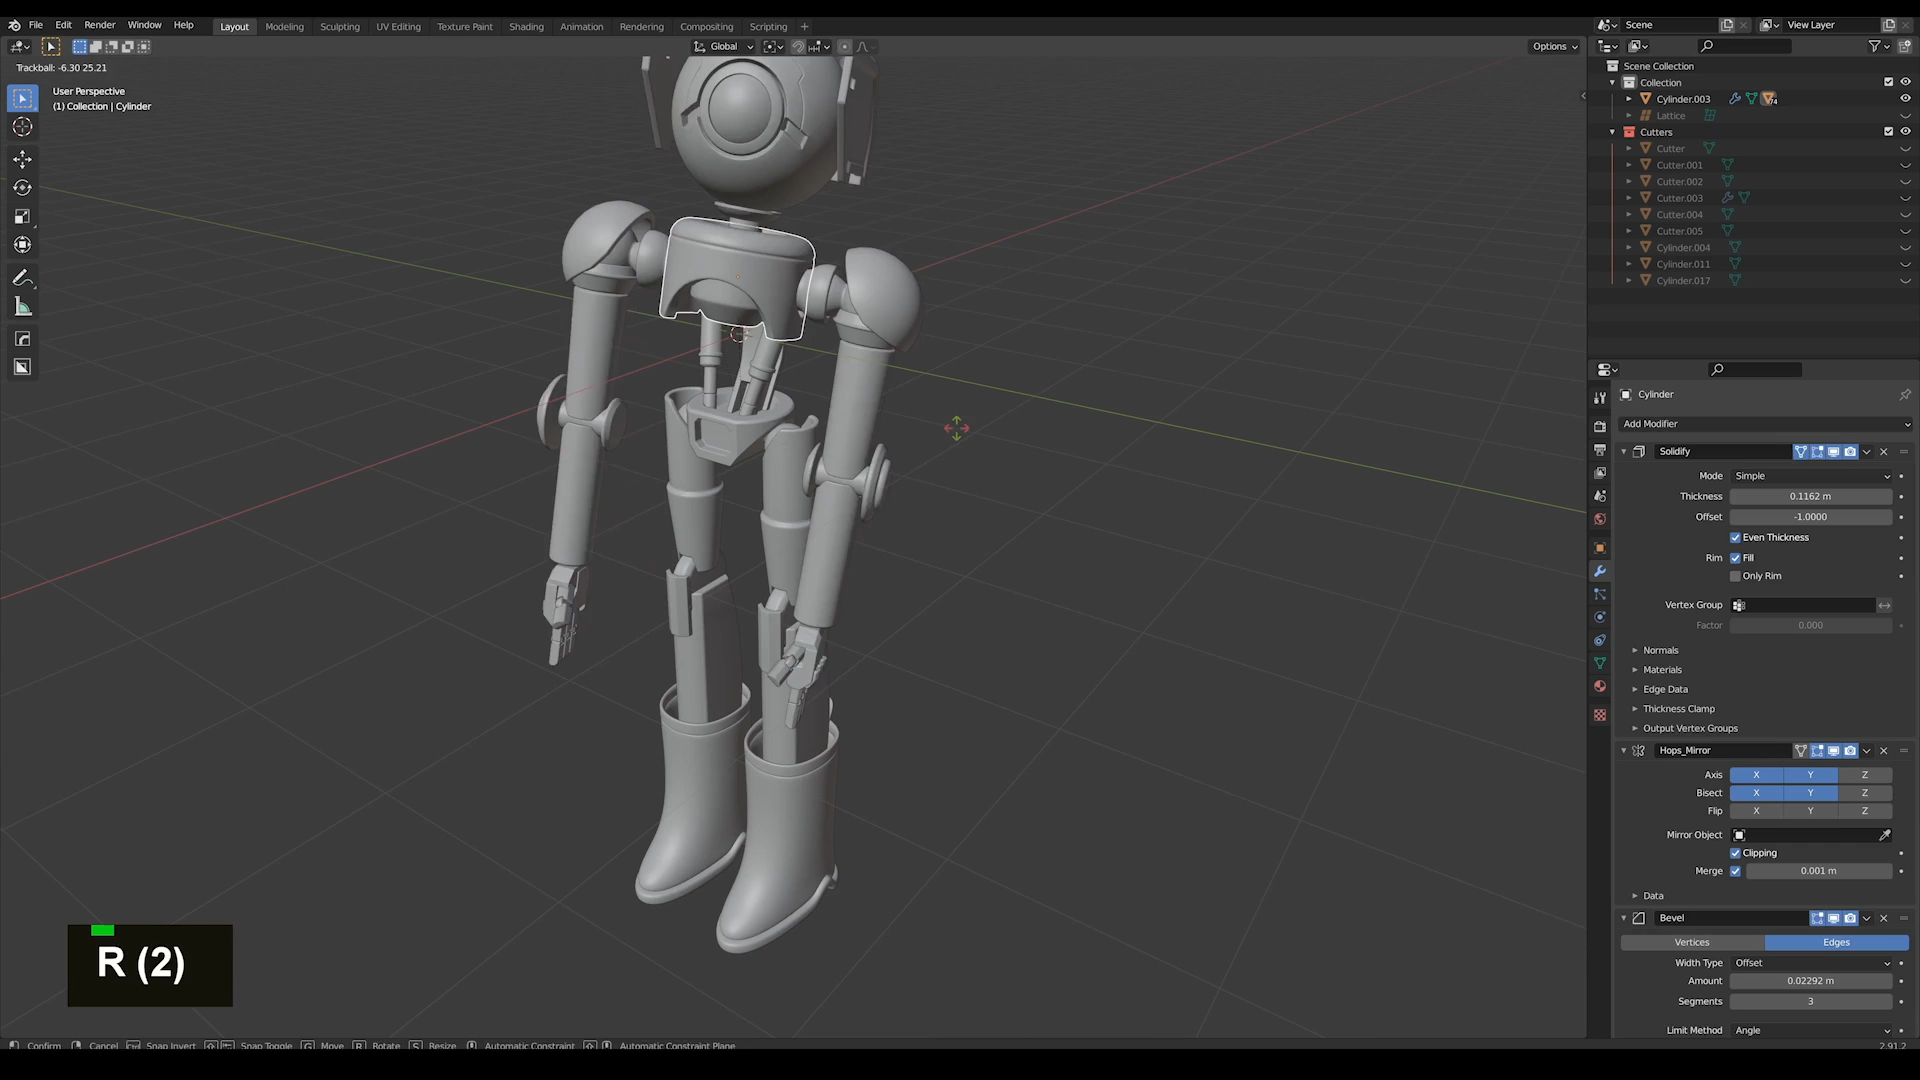 File Edit Render Window Help Layout Modeling Sculpting UV Editing Texture Paint Shading Animation Rendering Compositing Scripting + Scene View Layer
Global Options
Trackball: -6.30 25.21
User Perspective
(1) Collection | Cylinder
Scene Collection
Collection
Cylinder.003 74
Lattice
Cutters
Cutter
Cutter.001
Cutter.002
Cutter.003
Cutter.004
Cutter.005
Cylinder.004
Cylinder.011
Cylinder.017
Cylinder
Add Modifier
Solidify
Mode Simple
Thickness 0.1162 m
Offset -1.0000
Even Thickness
Rim Fill
Only Rim
Vertex Group
Factor 0.000
Normals
Materials
Edge Data
Thickness Clamp
Output Vertex Groups
Hops_Mirror
Axis X Y Z
Bisect X Y Z
Flip X Y Z
Mirror Object
Clipping
Merge 0.001 m
Data
Bevel
Vertices Edges
Width Type Offset
Amount 0.02292 m
Segments 3
Limit Method Angle
R (2)
Confirm Cancel Snap Invert Snap Toggle G Move R Rotate S Resize Automatic Constraint Automatic Constraint Plane 2.91.2